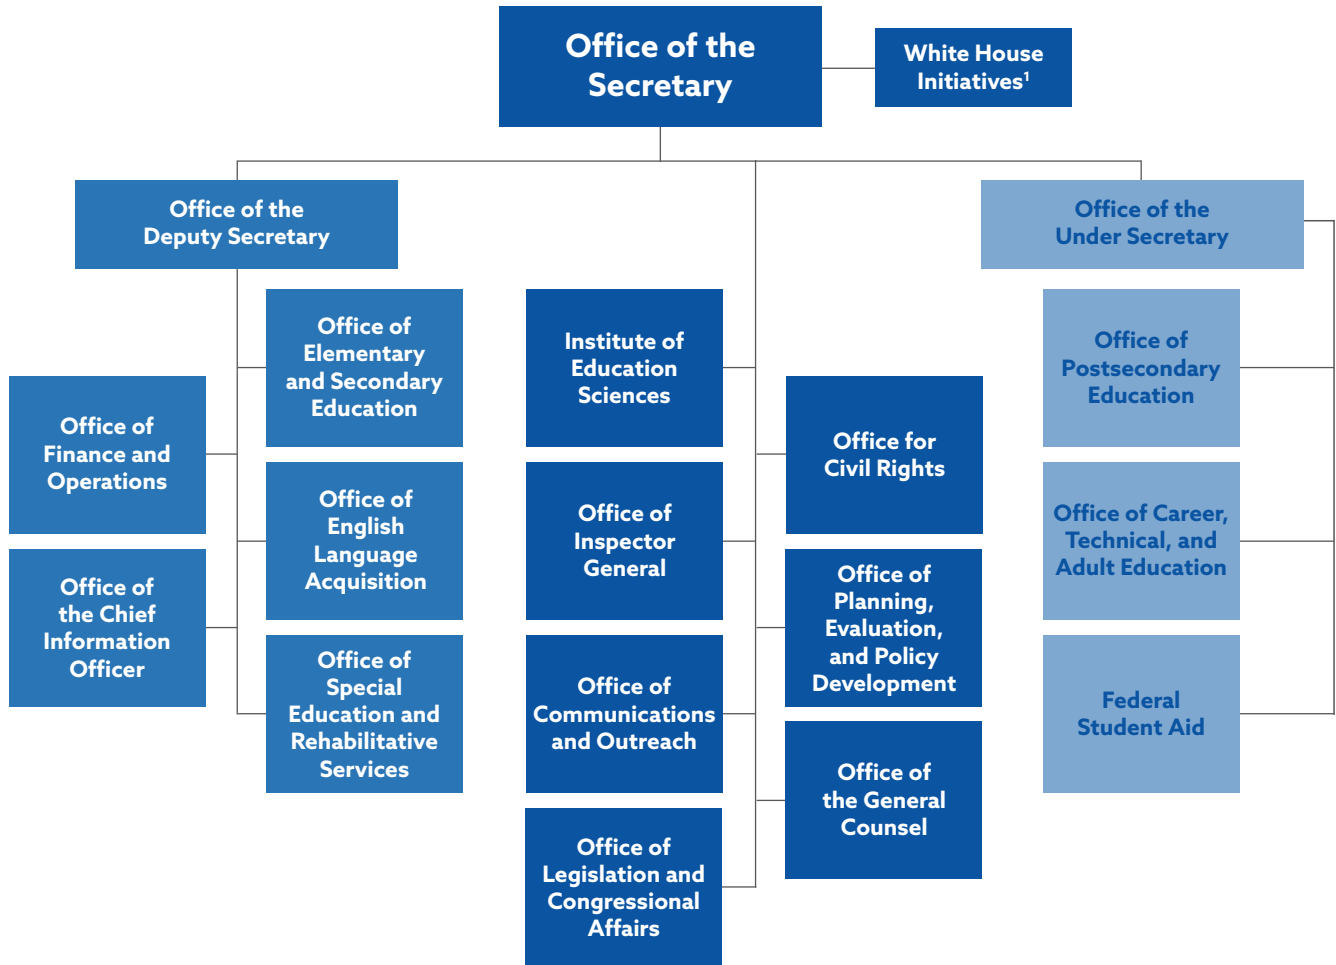 Office of the
Secretary
White House
Initiatives¹
Office of the
Deputy Secretary
Office of the
Under Secretary
Office of
Elementary
and Secondary
Education
Office of
Finance and
Operations
Office of
English
Language
Acquisition
Office of
the Chief
Information
Officer
Office of
Special
Education and
Rehabilitative
Services
Institute of
Education
Sciences
Office for
Civil Rights
Office of
Inspector
General
Office of
Planning,
Evaluation,
and Policy
Development
Office of
Communications
and Outreach
Office of
the General
Counsel
Office of
Legislation and
Congressional
Affairs
Office of
Postsecondary
Education
Office of Career,
Technical, and
Adult Education
Federal
Student Aid